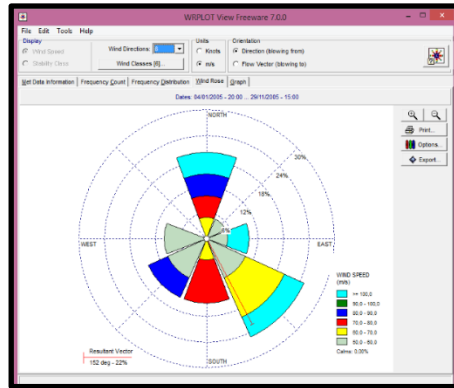 WRPLOT View Freeware 7.0.0
File Edit Tools Help
Display
Wind Speed
Stability Class
Wind Directions: 8
Wind Classes (6)...
Units
Knots
m/s
Orientation
Direction (blowing from)
Flow Vector (blowing to)
Met Data Information Frequency Count Frequency Distribution Wind Rose Graph
Dates: 04/01/2005 - 20:00 ... 29/11/2005 - 15:00
NORTH
30%
24%
18%
12%
6%
WEST
EAST
SOUTH
Print...
Options...
Export...
WIND SPEED
(m/s)
>= 100,0
90,0 - 100,0
80,0 - 90,0
70,0 - 80,0
60,0 - 70,0
50,0 - 60,0
Calms: 0.00%
Resultant Vector
152 deg - 22%